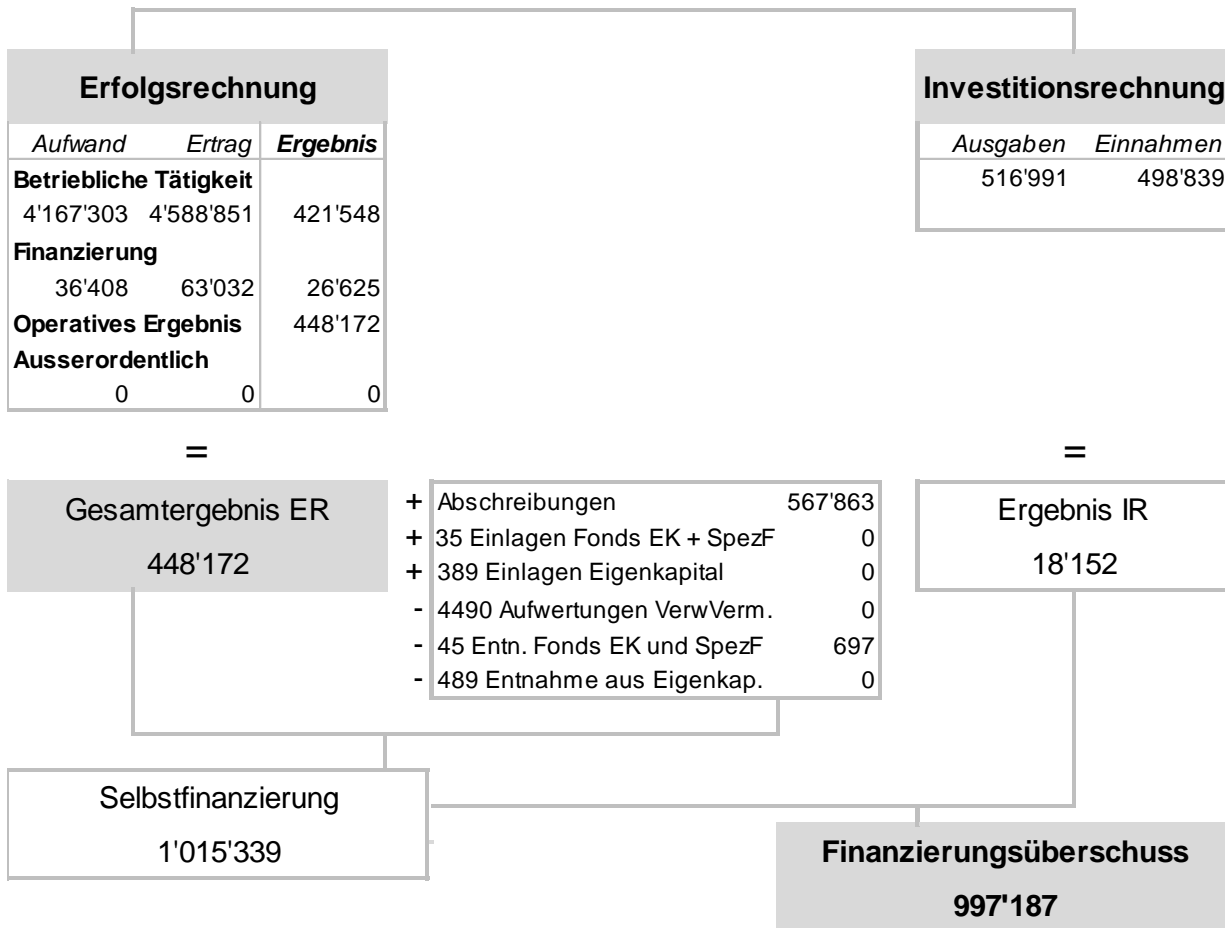 Erfolgsrechnung
Aufwand Ertrag Ergebnis
Betriebliche Tätigkeit
4'167'303 4'588'851 421'548
Finanzierung
36'408 63'032 26'625
Operatives Ergebnis 448'172
Ausserordentlich
0 0 0
Investitionsrechnung
Ausgaben Einnahmen
516'991 498'839
=
=
Gesamtergebnis ER
448'172
+ Abschreibungen 567'863
+ 35 Einlagen Fonds EK + SpezF 0
+ 389 Einlagen Eigenkapital 0
- 4490 Aufwertungen VerwVerm. 0
- 45 Entn. Fonds EK und SpezF 697
- 489 Entnahme aus Eigenkap. 0
Ergebnis IR
18'152
Selbstfinanzierung
1'015'339
Finanzierungsüberschuss
997'187